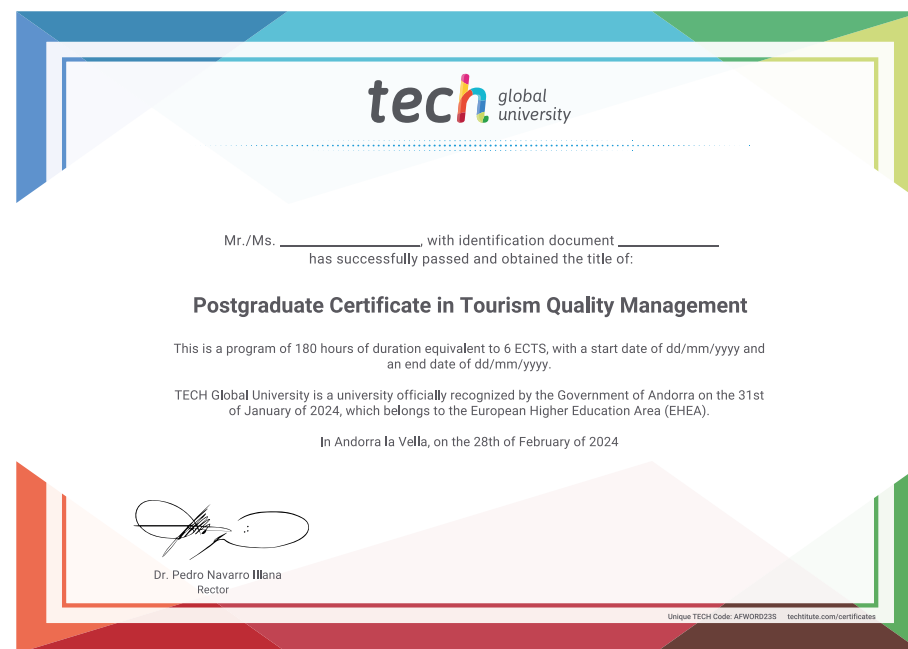 tech global university
Mr./Ms. ____________________, with identification document ______________
has successfully passed and obtained the title of:
Postgraduate Certificate in Tourism Quality Management
This is a program of 180 hours of duration equivalent to 6 ECTS, with a start date of dd/mm/yyyy and
an end date of dd/mm/yyyy.
TECH Global University is a university officially recognized by the Government of Andorra on the 31st
of January of 2024, which belongs to the European Higher Education Area (EHEA).
In Andorra la Vella, on the 28th of February of 2024
Dr. Pedro Navarro Illana
Rector
Unique TECH Code: AFWORD23S techtitute.com/certificates